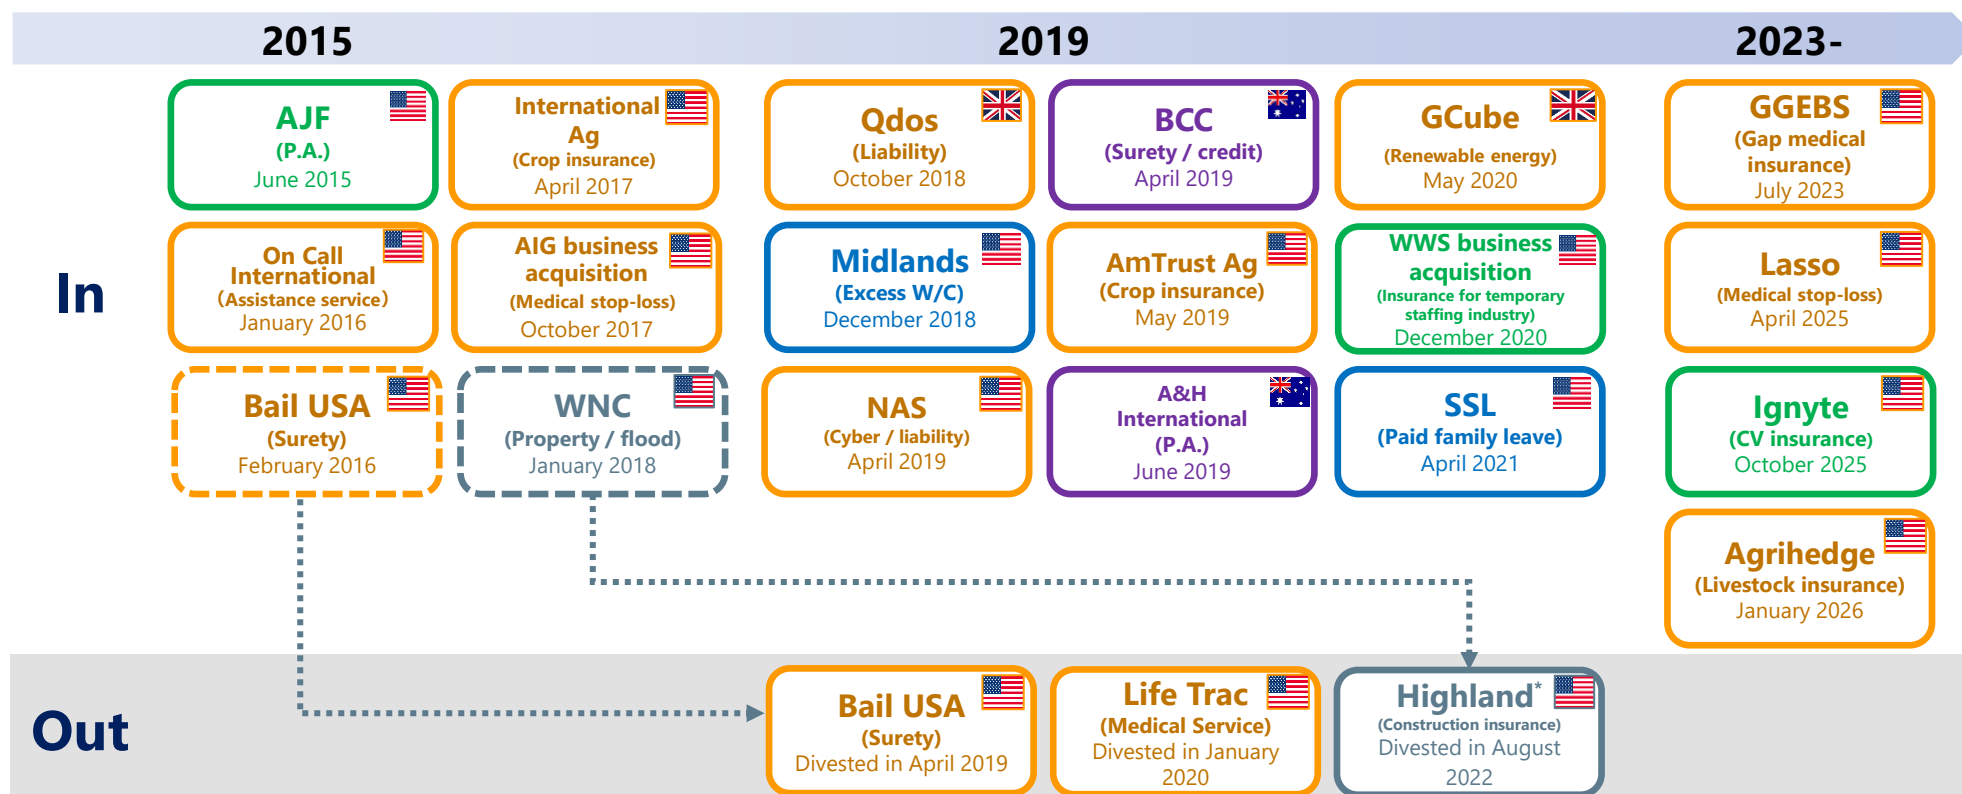 2015
2019
2023-
In
AJF
(P.A.)
June 2015
International
Ag
(Crop insurance)
April 2017
Qdos
(Liability)
October 2018
BCC
(Surety / credit)
April 2019
GCube
(Renewable energy)
May 2020
GGEBS
(Gap medical
insurance)
July 2023
On Call
International
(Assistance service)
January 2016
AIG business
acquisition
(Medical stop-loss)
October 2017
Midlands
(Excess W/C)
December 2018
AmTrust Ag
(Crop insurance)
May 2019
WWS business
acquisition
(Insurance for temporary
staffing industry)
December 2020
Lasso
(Medical stop-loss)
April 2025
Bail USA
(Surety)
February 2016
WNC
(Property / flood)
January 2018
NAS
(Cyber / liability)
April 2019
A&H
International
(P.A.)
June 2019
SSL
(Paid family leave)
April 2021
Ignyte
(CV insurance)
October 2025
Agrihedge
(Livestock insurance)
January 2026
Out
Bail USA
(Surety)
Divested in April 2019
Life Trac
(Medical Service)
Divested in January
2020
Highland*
(Construction insurance)
Divested in August
2022